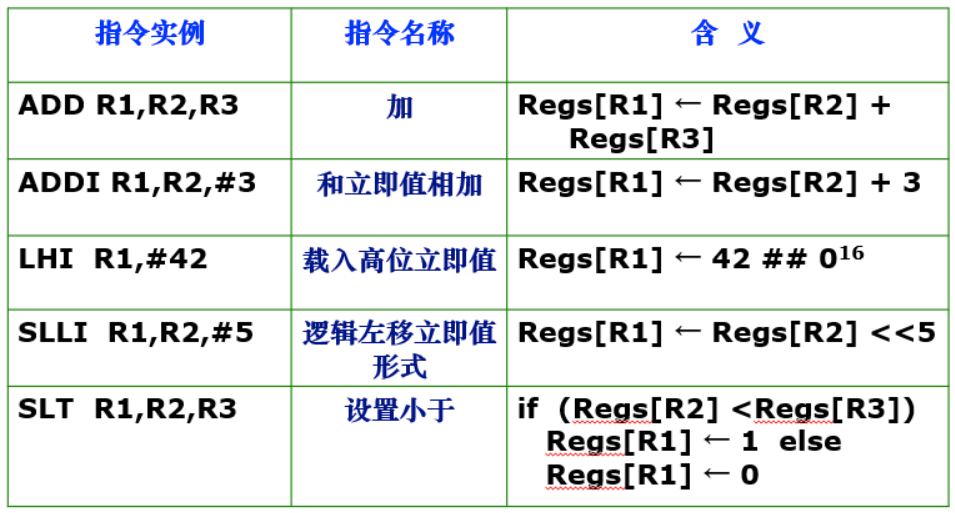 指令实例 指令名称 含 义
ADD R1,R2,R3 加 Regs[R1] ← Regs[R2] +
Regs[R3]
ADDI R1,R2,#3 和立即值相加 Regs[R1] ← Regs[R2] + 3
LHI R1,#42 载入高位立即值 Regs[R1] ← 42 ## 0¹⁶
SLLI R1,R2,#5 逻辑左移立即值 Regs[R1] ← Regs[R2] <<5
形式
SLT R1,R2,R3 设置小于 if (Regs[R2] <Regs[R3])
Regs[R1] ← 1 else
Regs[R1] ← 0